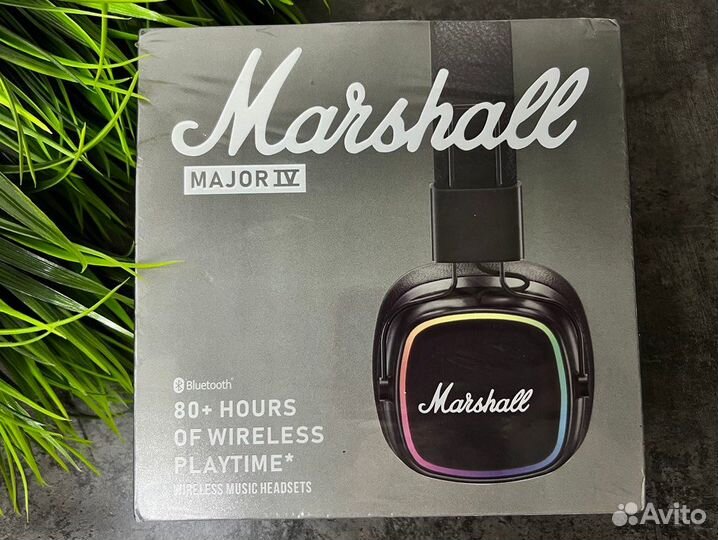 Marshall
MAJOR IV
Bluetooth®
80+ HOURS
OF WIRELESS
PLAYTIME*
WIRELESS MUSIC HEADSETS
Marshall
Avito